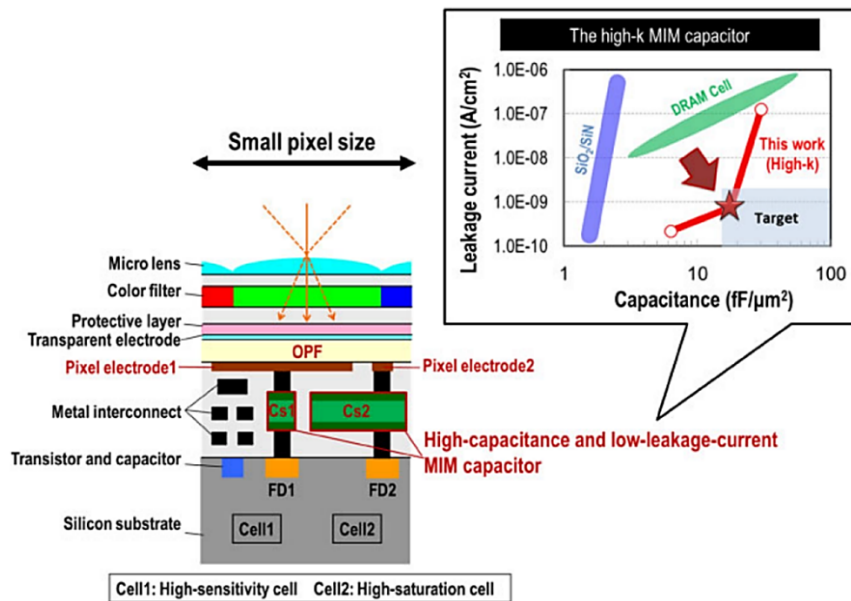 The high-k MIM capacitor
Leakage current (A/cm²)
1.0E-06
1.0E-07
1.0E-08
1.0E-09
1.0E-10
SiO₂/SiN
DRAM Cell
This work
(High-k)
Target
1
10
100
Capacitance (fF/μm²)
Small pixel size
Micro lens
Color filter
Protective layer
Transparent electrode
OPF
Pixel electrode1
Pixel electrode2
Metal interconnect
Cs1
Cs2
High-capacitance and low-leakage-current
MIM capacitor
Transistor and capacitor
FD1
FD2
Silicon substrate
Cell1
Cell2
Cell1: High-sensitivity cell Cell2: High-saturation cell